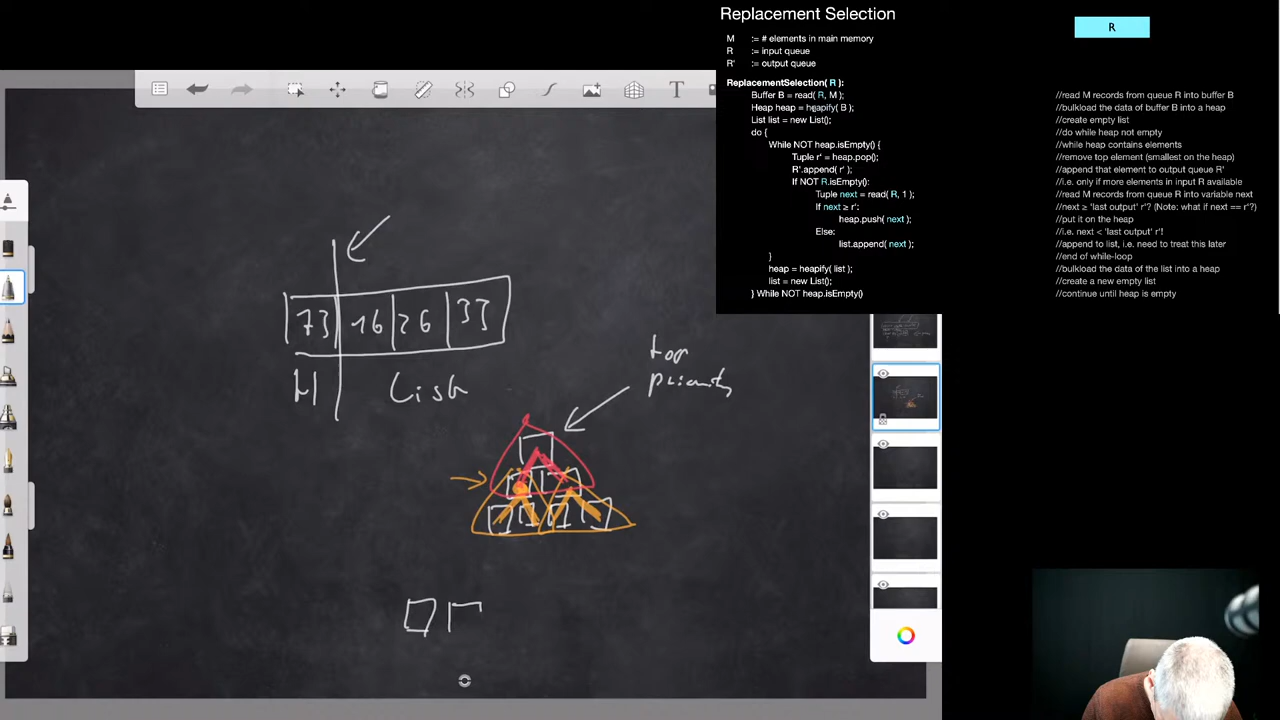 Replacement Selection
R
M := # elements in main memory
R := input queue
R' := output queue
ReplacementSelection( R ):
Buffer B = read( R, M ); //read M records from queue R into buffer B
Heap heap = heapify( B ); //bulkload the data of buffer B into a heap
List list = new List(); //create empty list
do { //do while heap not empty
While NOT heap.isEmpty() { //while heap contains elements
Tuple r' = heap.pop(); //remove top element (smallest on the heap)
R'.append( r' ); //append that element to output queue R'
If NOT R.isEmpty(): //i.e. only if more elements in input R available
Tuple next = read( R, 1 ); //read M records from queue R into variable next
If next ≥ r': //next ≥ 'last output' r'? (Note: what if next == r'?)
heap.push( next ); //put it on the heap
Else: //i.e. next < 'last output' r'!
list.append( next ); //append to list, i.e. need to treat this later
} //end of while-loop
heap = heapify( list ); //bulkload the data of the list into a heap
list = new List(); //create a new empty list
} While NOT heap.isEmpty() //continue until heap is empty
T
73 16 26 33
H List
top
priority